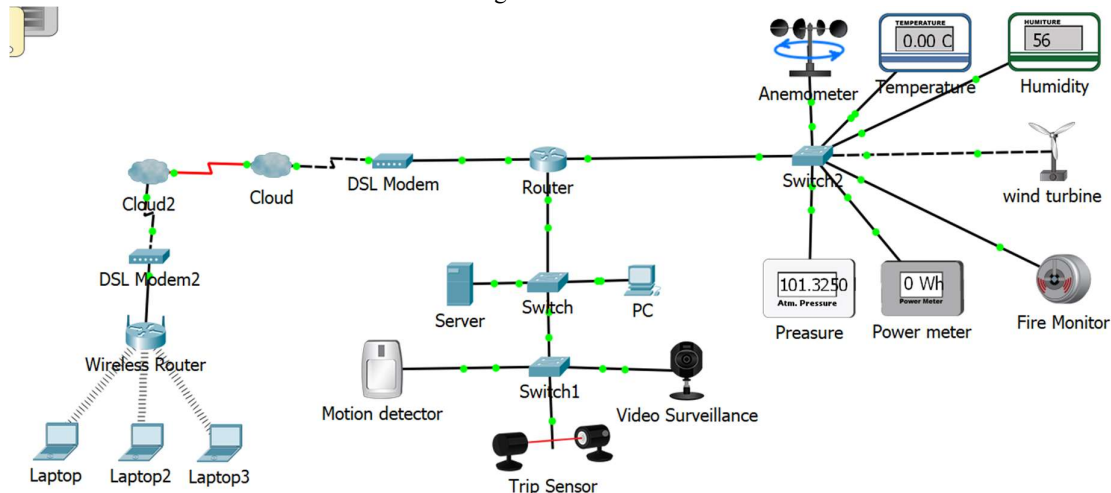 TEMPERATURE
0.00 C
HUMITURE
56
Anemometer
Temperature
Humidity
Cloud2
Cloud
DSL Modem
Router
Switch2
wind turbine
DSL Modem2
Server
Switch
PC
101.3250
Atm. Pressure
0 Wh
Power Meter
Preasure
Power meter
Fire Monitor
Wireless Router
Motion detector
Switch1
Video Surveillance
Laptop
Laptop2
Laptop3
Trip Sensor